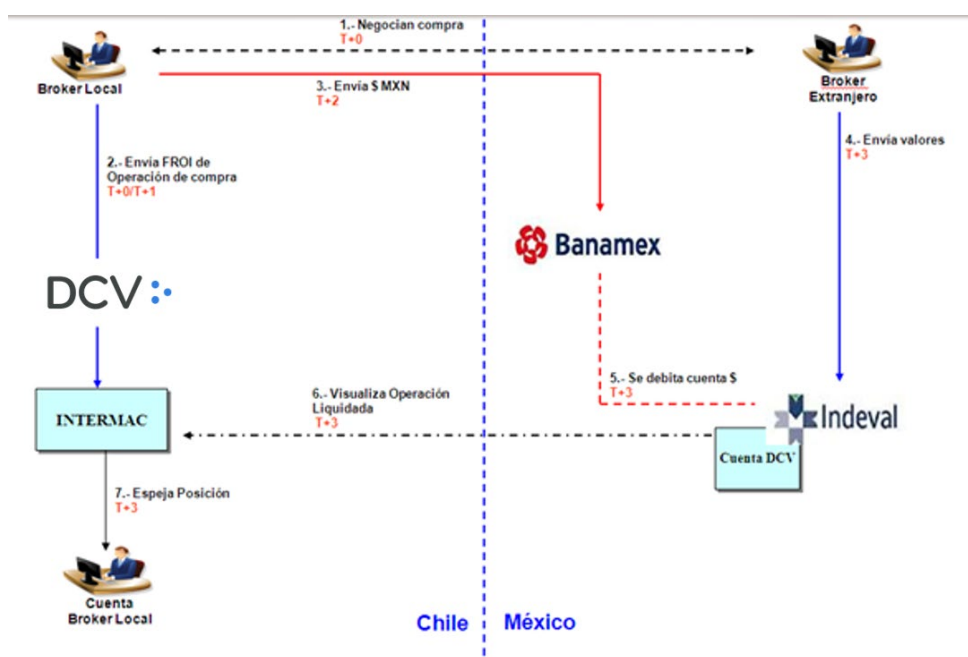 1.- Negocian compra
T+0
Broker Local
Broker
Extranjero
3.- Envía $ MXN
T+2
2.- Envía FROI de
Operación de compra
T+0/T+1
4.- Envía valores
T+3
Banamex
DCV
5.- Se debita cuenta $
T+3
6.- Visualiza Operación
Liquidada
T+3
INTERMAC
Indeval
Cuenta DCV
7.- Espeja Posición
T+3
Cuenta
Broker Local
Chile
México